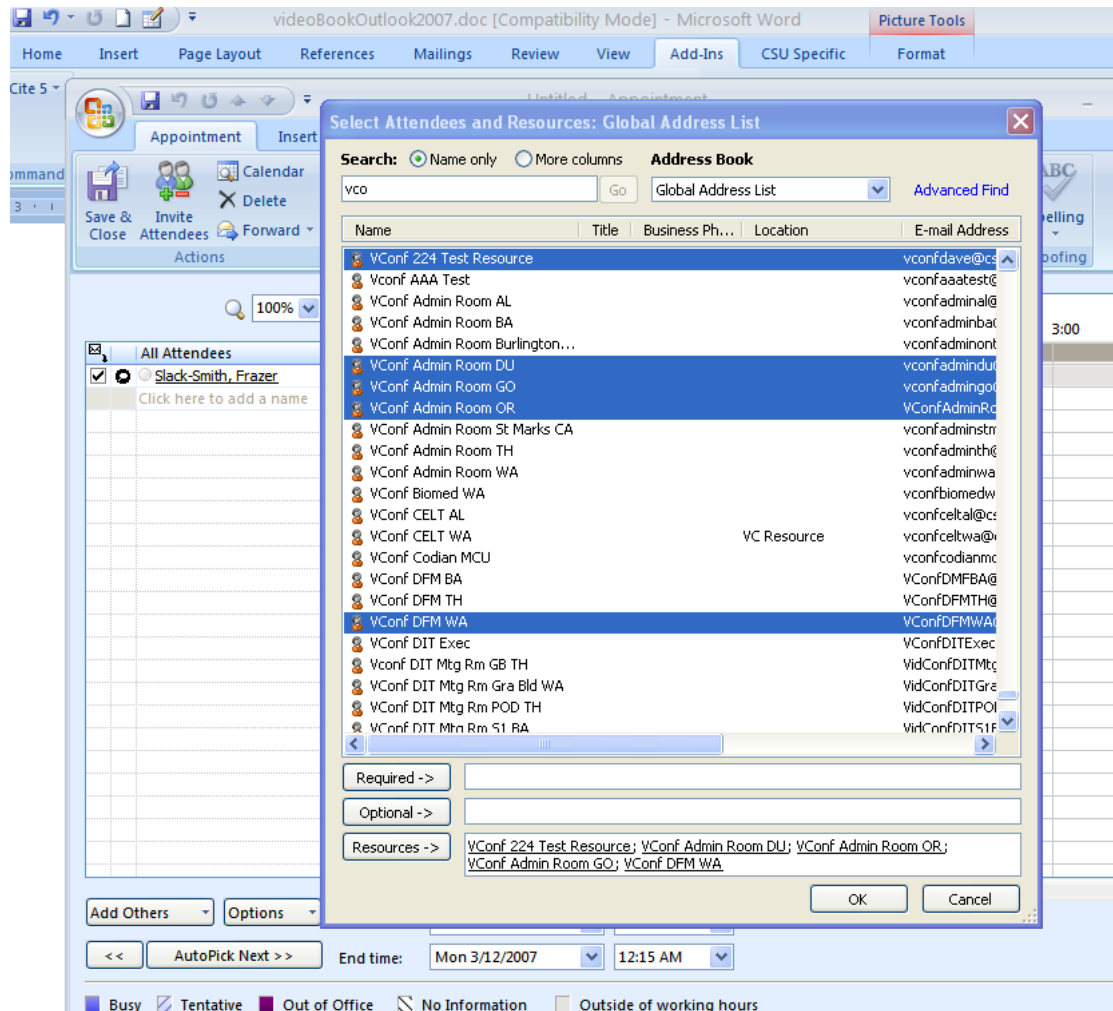 videoBookOutlook2007.doc [Compatibility Mode] - Microsoft Word Picture Tools
Home Insert Page Layout References Mailings Review View Add-Ins CSU Specific Format
Cite 5
Untitled - Appointment
Appointment Insert
Select Attendees and Resources: Global Address List
Search: Name only More columns Address Book
vco Go Global Address List Advanced Find
Calendar
Delete
Forward
Save & Close
Invite Attendees
Actions
ABC
3
Name Title Business Ph... Location E-mail Address
VConf 224 Test Resource vconfdave@cs
Vconf AAA Test vconfaaatest@
VConf Admin Room AL vconfadminal@
VConf Admin Room BA vconfadminba
VConf Admin Room Burlington... vconfadminont
VConf Admin Room DU vconfadmindu
VConf Admin Room GO vconfadmingo
VConf Admin Room OR VConfAdminRo
VConf Admin Room St Marks CA vconfadminstm
VConf Admin Room TH vconfadminth@
VConf Admin Room WA vconfadminwa
VConf Biomed WA vconfbiomedw
VConf CELT AL vconfceltal@cs
VConf CELT WA VC Resource vconfceltwa@
VConf Codian MCU vconfcodianmc
VConf DFM BA VConfDMFBA@
VConf DFM TH VConfDFMTH@
VConf DFM WA VConfDFMWA
VConf DIT Exec VConfDITExec
Vconf DIT Mtg Rm GB TH VidConfDITMtg
VConf DIT Mtg Rm Gra Bld WA VidConfDITGra
VConf DIT Mtg Rm POD TH VidConfDITPOD
VConf DIT Mtg Rm S1 BA VidConfDITS1B
100%
3:00
All Attendees
Slack-Smith, Frazer
Click here to add a name
Required ->
Optional ->
Resources -> VConf 224 Test Resource; VConf Admin Room DU; VConf Admin Room OR;
VConf Admin Room GO; VConf DFM WA
OK Cancel
Add Others Options
<< AutoPick Next >> End time: Mon 3/12/2007 12:15 AM
Busy Tentative Out of Office No Information Outside of working hours